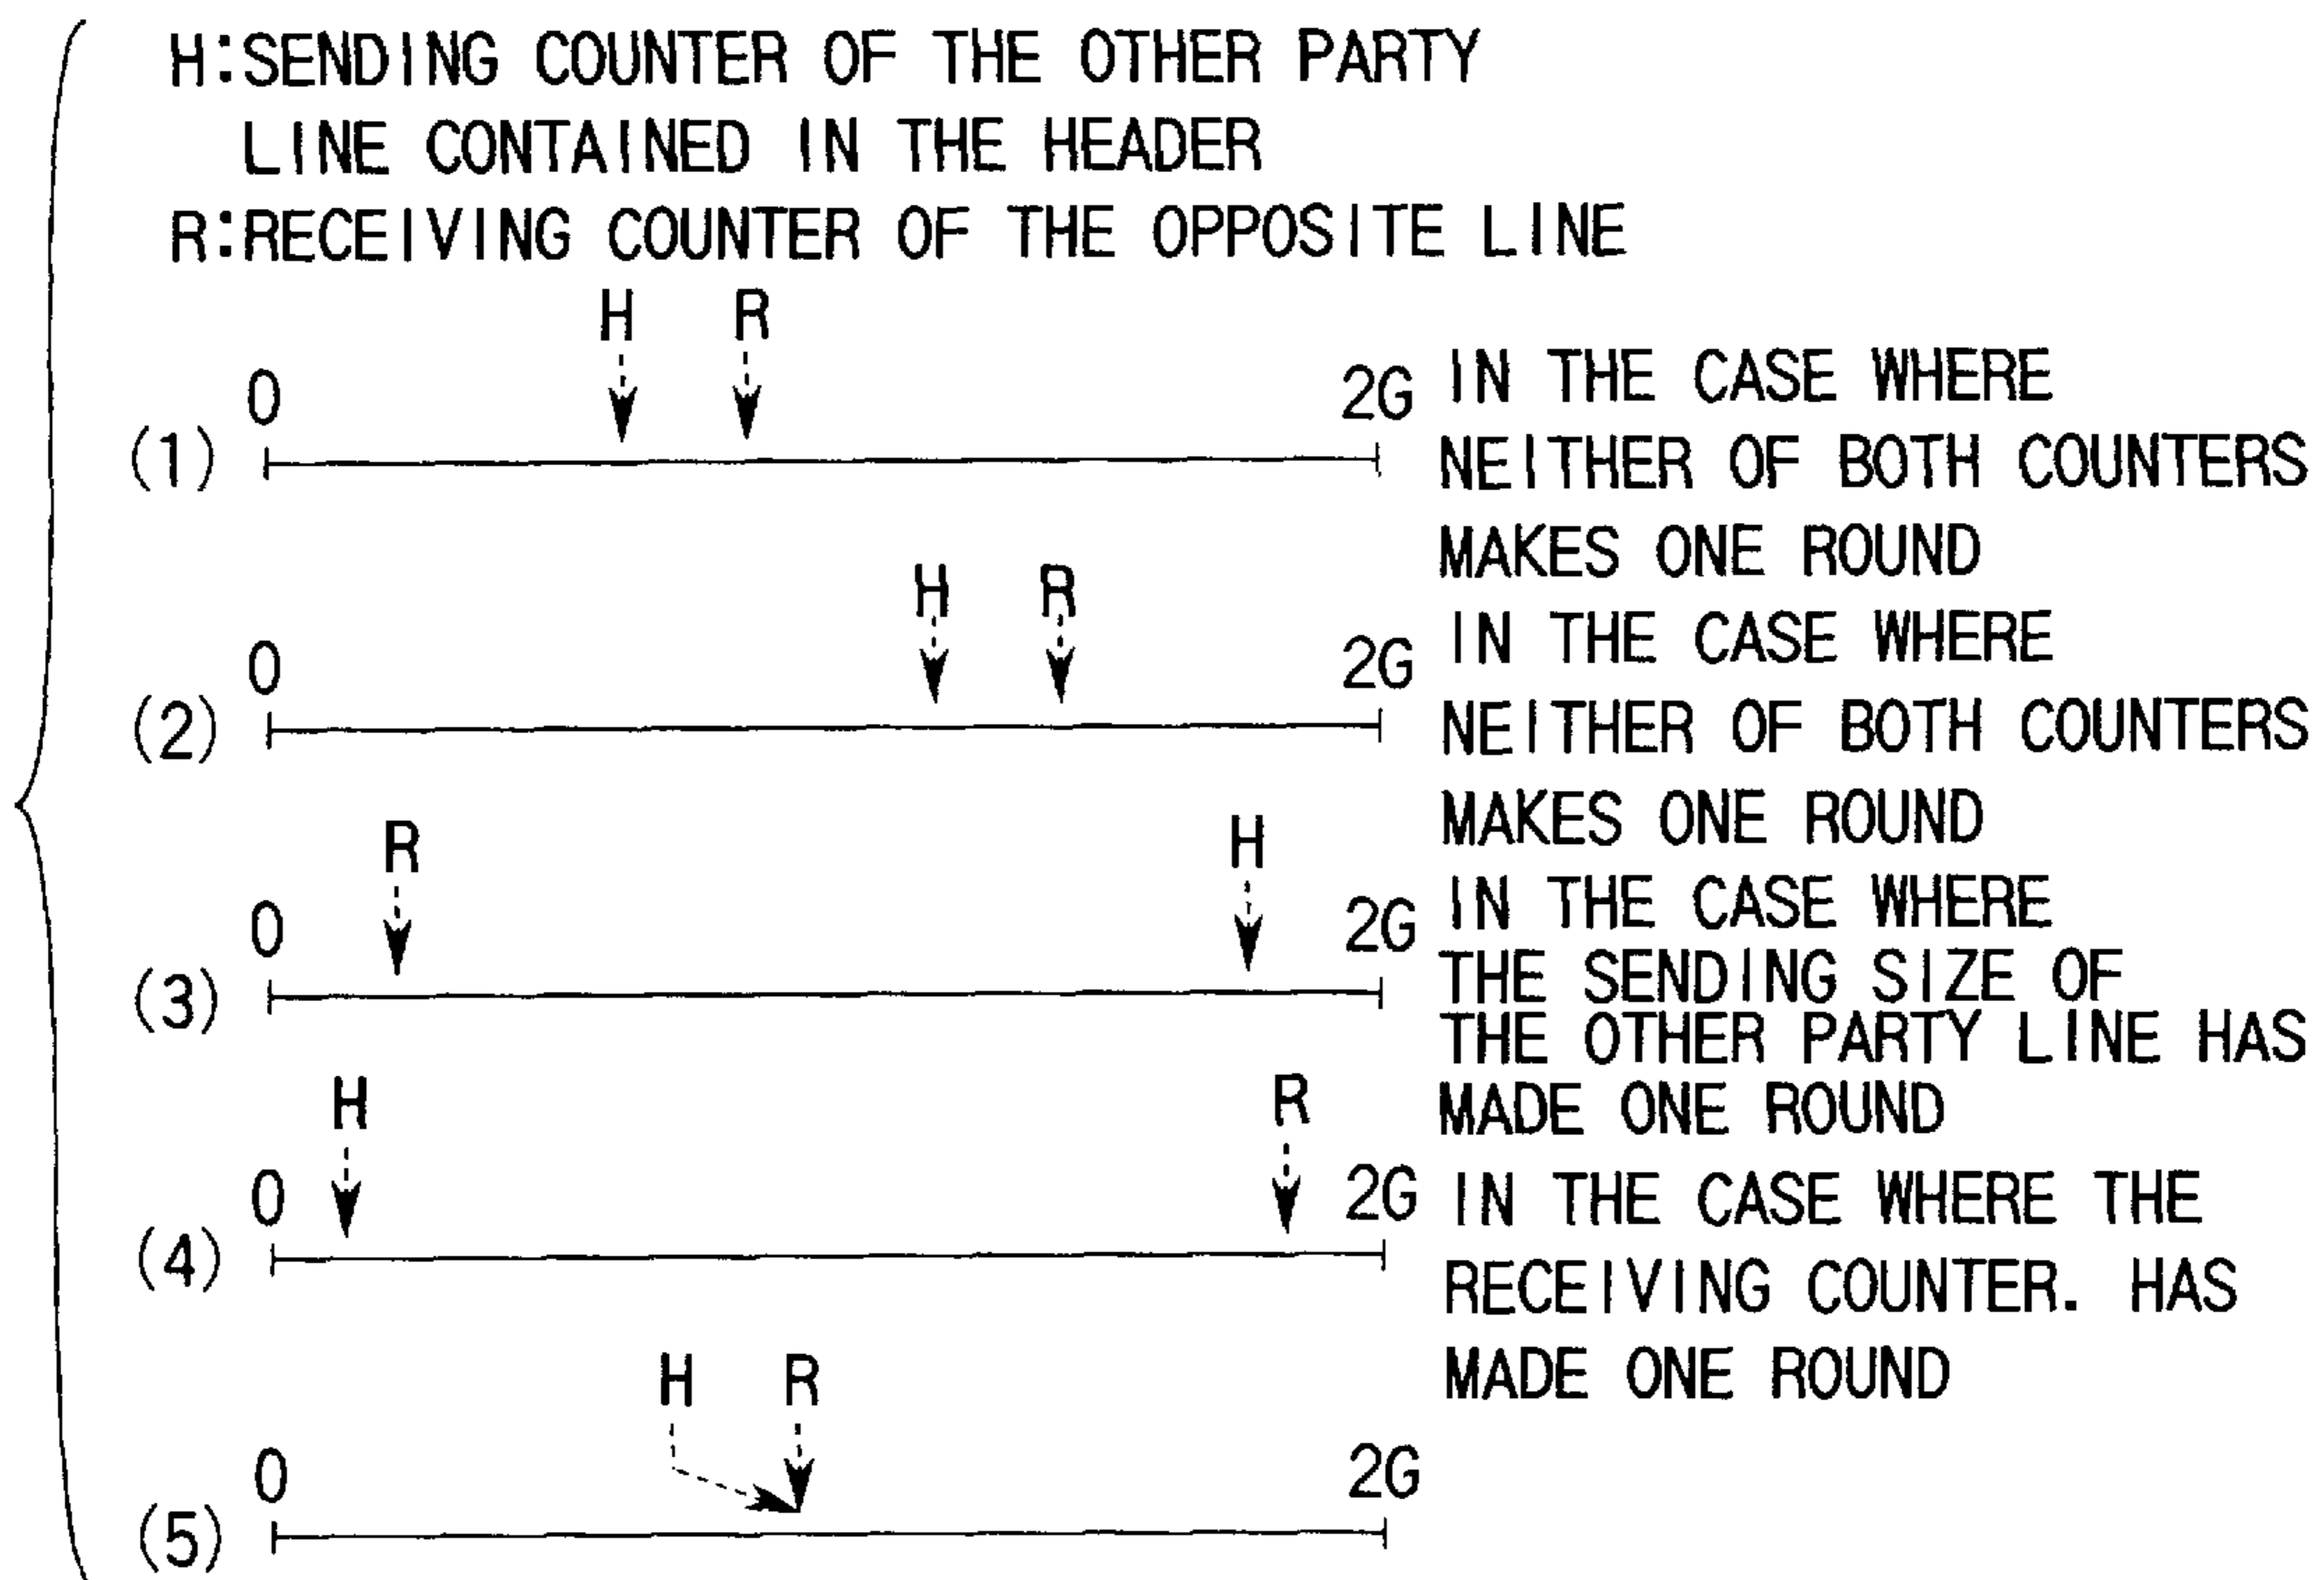 H:SENDING COUNTER OF THE OTHER PARTY
LINE CONTAINED IN THE HEADER
R:RECEIVING COUNTER OF THE OPPOSITE LINE
H R
0 2G IN THE CASE WHERE
(1) NEITHER OF BOTH COUNTERS
MAKES ONE ROUND
H R
0 2G IN THE CASE WHERE
(2) NEITHER OF BOTH COUNTERS
MAKES ONE ROUND
R H
0 2G IN THE CASE WHERE
(3) THE SENDING SIZE OF
THE OTHER PARTY LINE HAS
MADE ONE ROUND
H R
0 2G IN THE CASE WHERE THE
(4) RECEIVING COUNTER. HAS
MADE ONE ROUND
H R
0 2G
(5)